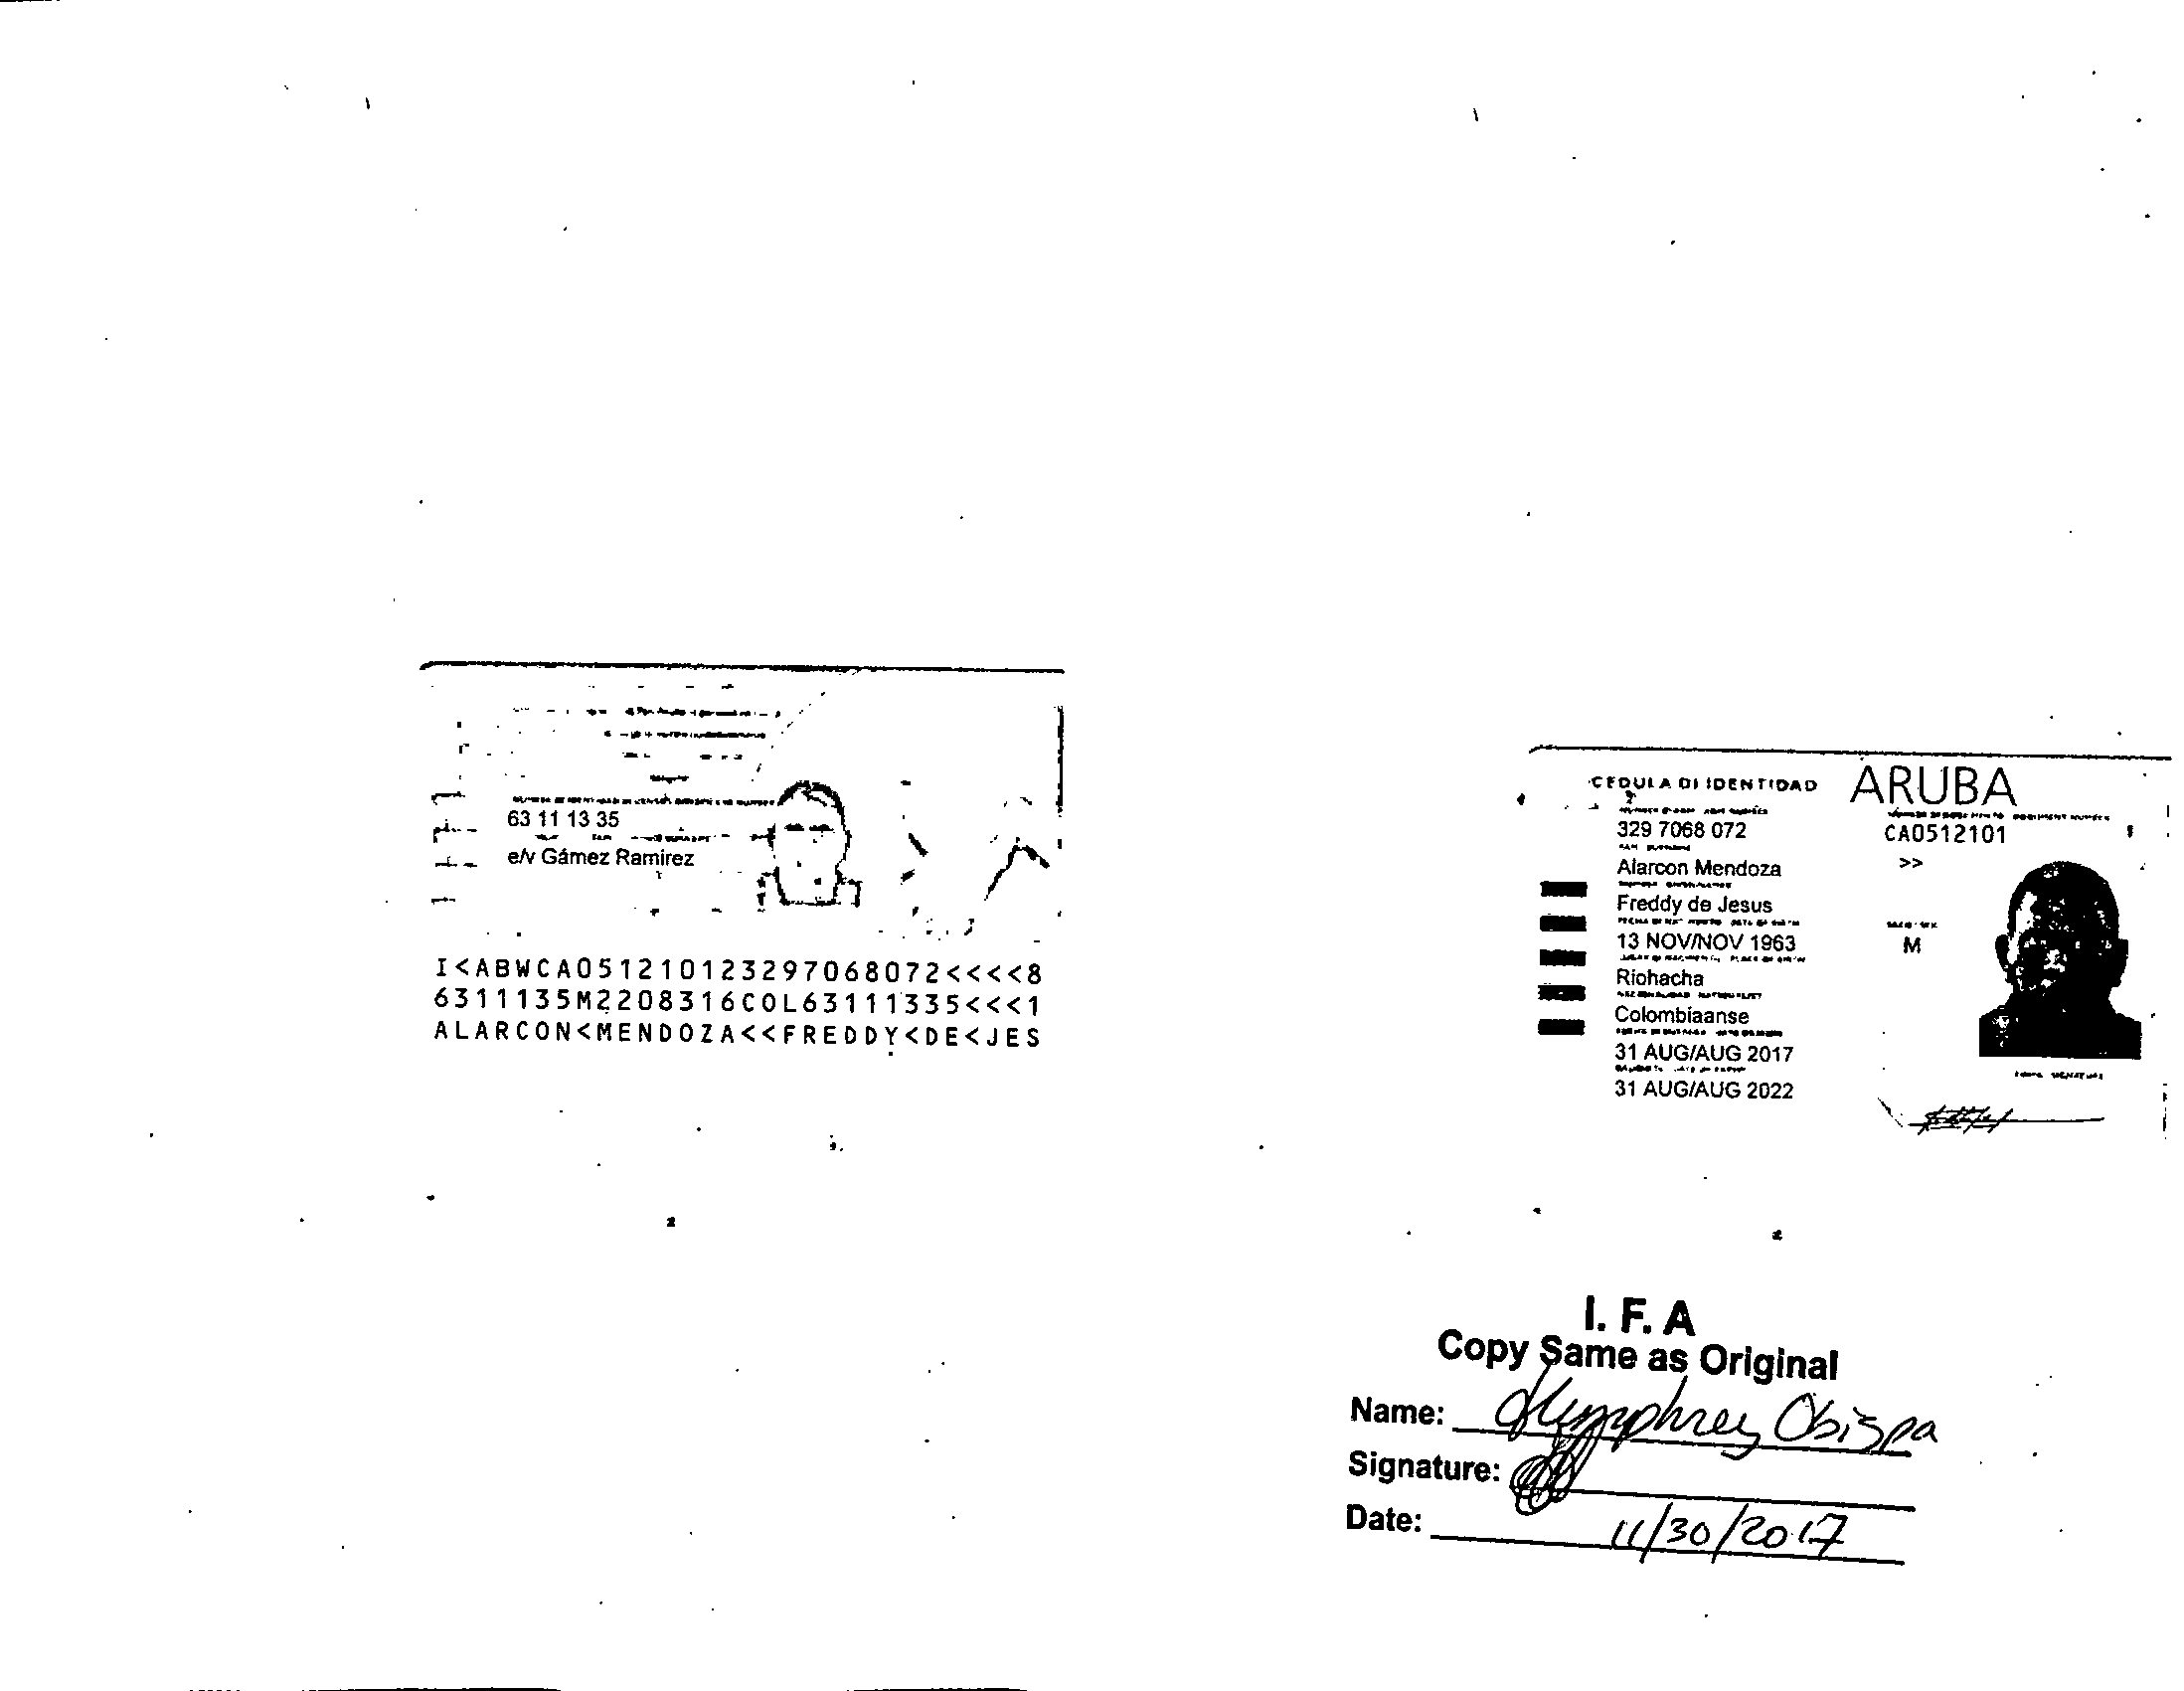 63 11 13 35
e/v Gámez Ramirez
I<ABWCA051210123297068072<<<<8
6311135M2208316COL63111335<<<1
ALARCON<MENDOZA<<FREDDY<DE<JES
CEDULA DI IDENTIDAD ARUBA
329 7068 072 CA0512101
Alarcon Mendoza >>
Freddy de Jesus
13 NOV/NOV 1963 M
Riohacha
Colombiaanse
31 AUG/AUG 2017
31 AUG/AUG 2022
I. F. A
Copy Same as Original
Name: Humphrey Obispa
Signature:
Date: 11/30/2017